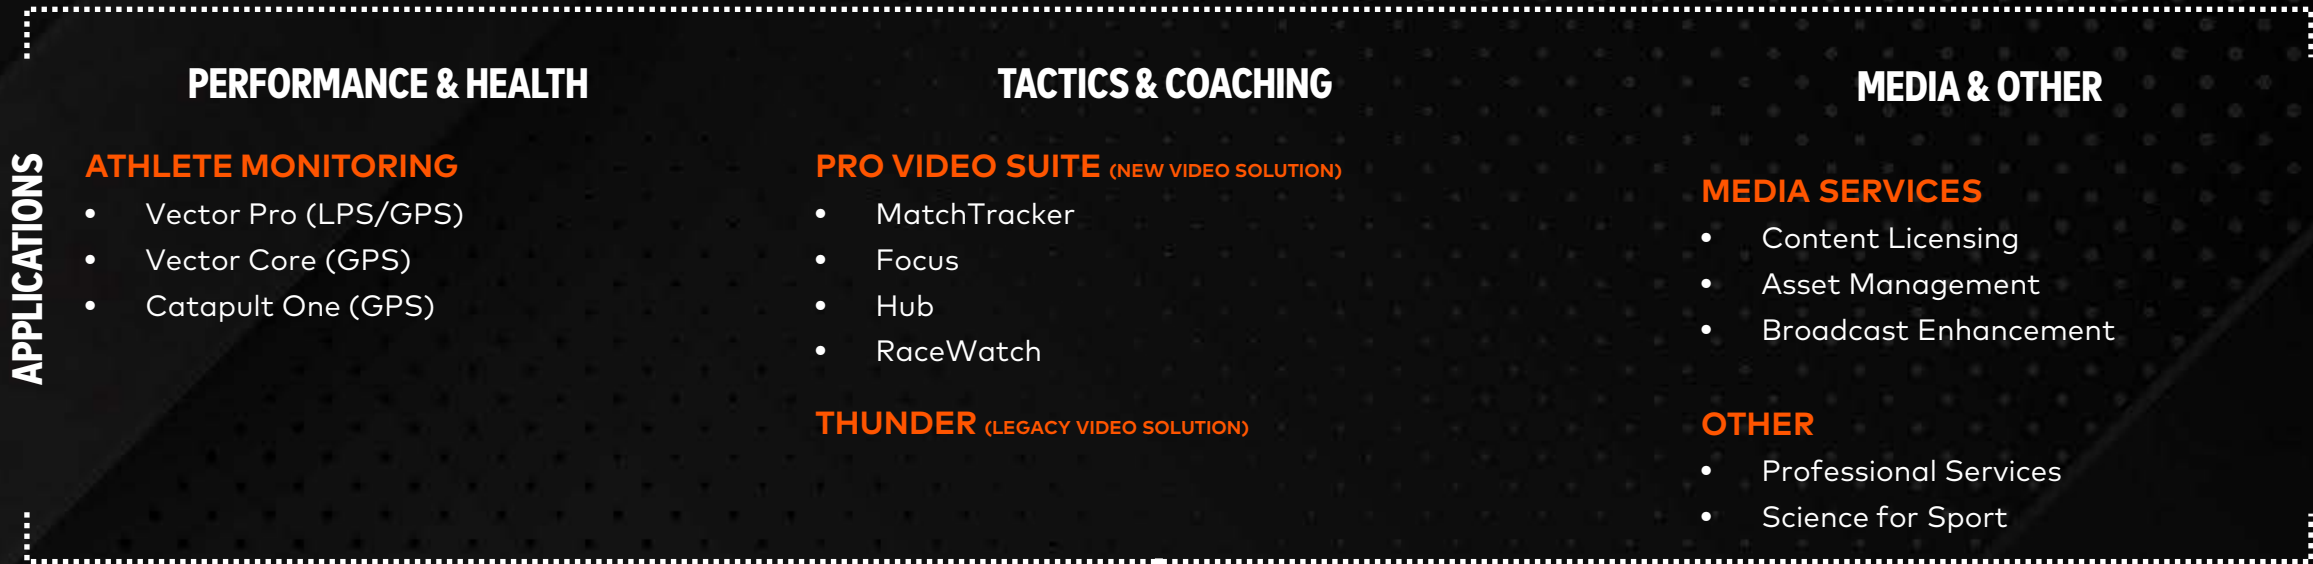 APPLICATIONS
PERFORMANCE & HEALTH
ATHLETE MONITORING
• Vector Pro (LPS/GPS)
• Vector Core (GPS)
• Catapult One (GPS)
TACTICS & COACHING
PRO VIDEO SUITE (NEW VIDEO SOLUTION)
• MatchTracker
• Focus
• Hub
• RaceWatch
THUNDER (LEGACY VIDEO SOLUTION)
MEDIA & OTHER
MEDIA SERVICES
• Content Licensing
• Asset Management
• Broadcast Enhancement
OTHER
• Professional Services
• Science for Sport